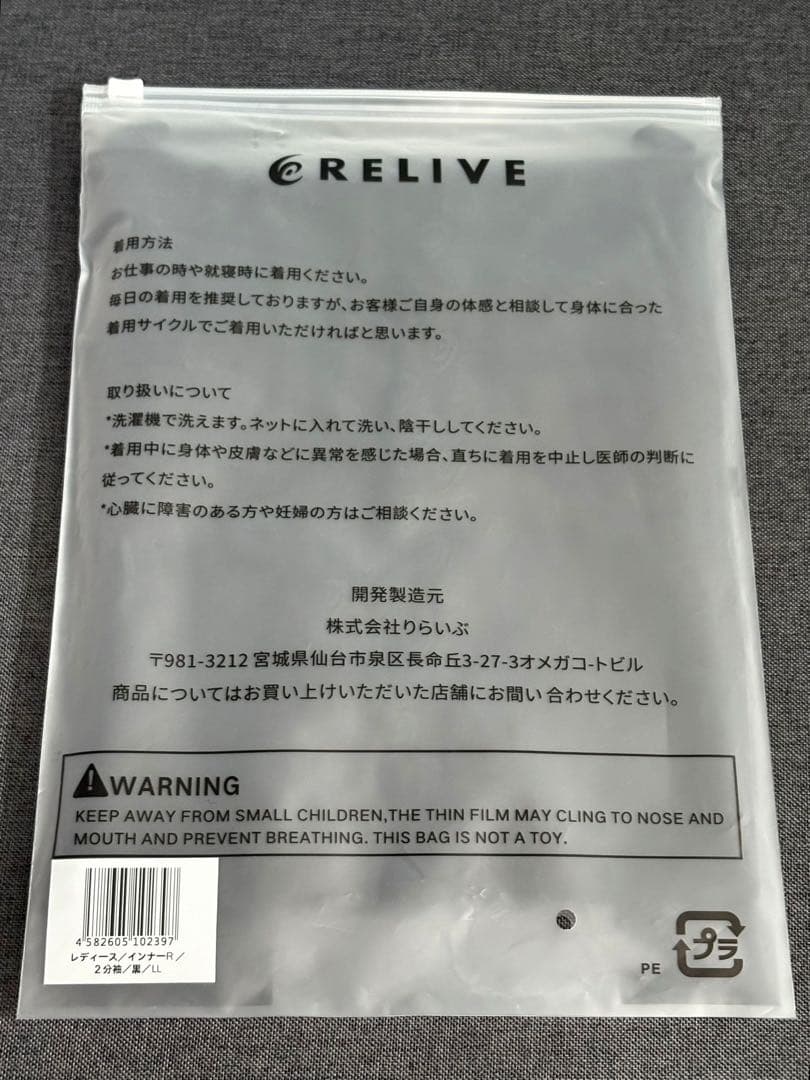 RELIVE
着用方法
お仕事の時や就寝時に着用ください。
毎日の着用を推奨しておりますが、お客様ご自身の体感と相談して身体に合った
着用サイクルでご着用いただければと思います。
取り扱いについて
*洗濯機で洗えます。ネットに入れて洗い、陰干ししてください。
*着用中に身体や皮膚などに異常を感じた場合、直ちに着用を中止し医師の判断に
従ってください。
*心臓に障害のある方や妊婦の方はご相談ください。
開発製造元
株式会社りらいぶ
〒981-3212 宮城県仙台市泉区長命丘3-27-3オメガコ-トビル
商品についてはお買い上けいただいた店舗にお問い合わせください。
WARNING
KEEP AWAY FROM SMALL CHILDREN,THE THIN FILM MAY CLING TO NOSE AND
MOUTH AND PREVENT BREATHING. THIS BAG IS NOT A TOY.
4 582605 102397
レディース/インナーR/
2分袖/黒/LL
PE
プラ